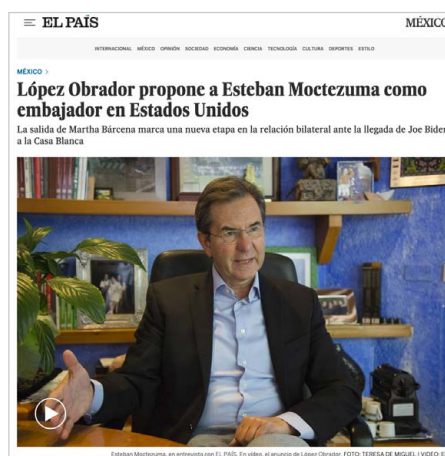 EL PAÍS
MÉXICO
INTERNACIONAL MÉXICO OPINIÓN SOCIEDAD ECONOMÍA CIENCIA TECNOLOGÍA CULTURA DEPORTES ESTILO
MÉXICO >
López Obrador propone a Esteban Moctezuma como
embajador en Estados Unidos
La salida de Martha Bárcena marca una nueva etapa en la relación bilateral ante la llegada de Joe Biden
a la Casa Blanca
Esteban Moctezuma, en entrevista con EL PAÍS. En vídeo, el anuncio de López Obrador. FOTO: TERESA DE MIGUEL | VIDEO: